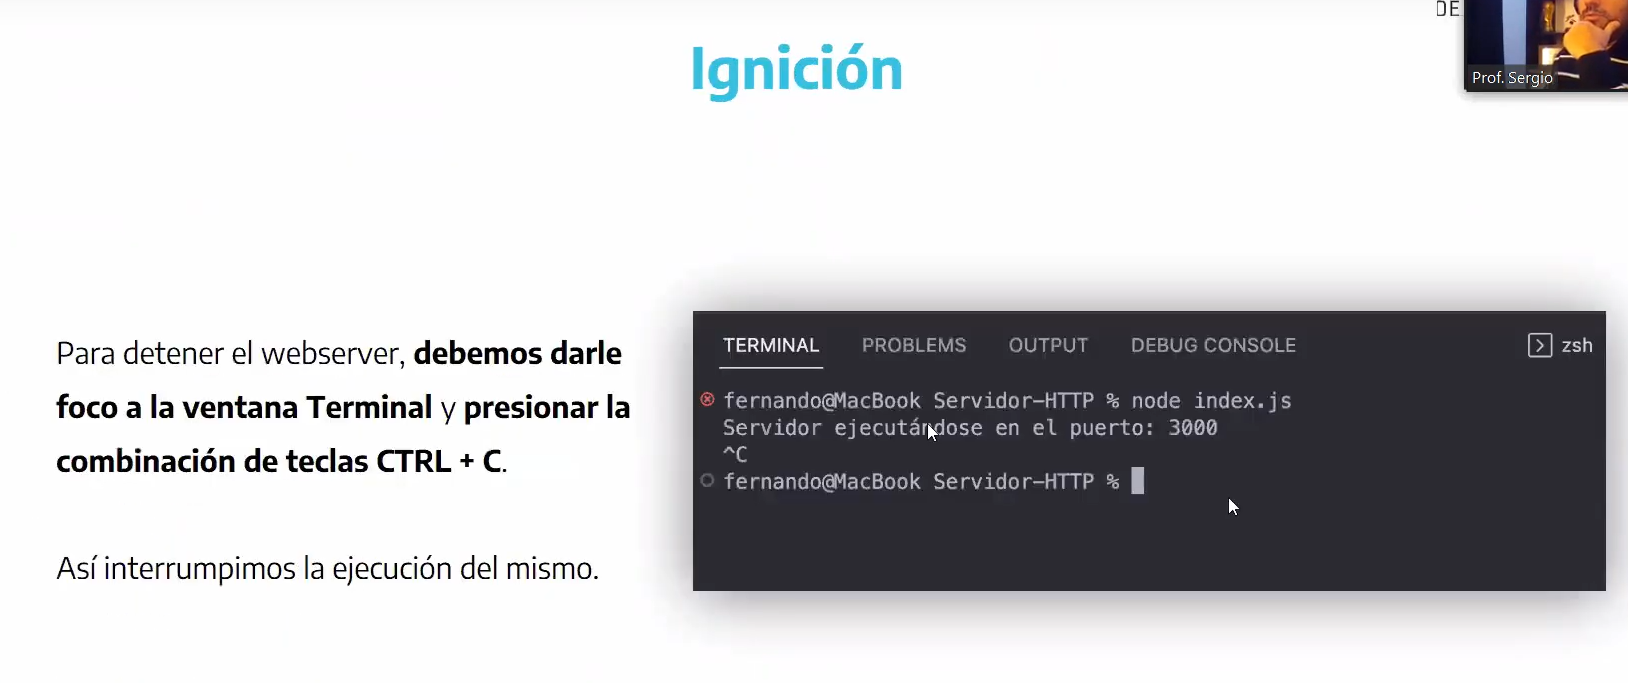 DE
Prof. Sergio
Ignición
Para detener el webserver, debemos darle
foco a la ventana Terminal y presionar la
combinación de teclas CTRL + C.
Así interrumpimos la ejecución del mismo.
TERMINAL PROBLEMS OUTPUT DEBUG CONSOLE zsh
fernando@MacBook Servidor-HTTP % node index.js
Servidor ejecutándose en el puerto: 3000
^C
fernando@MacBook Servidor-HTTP %